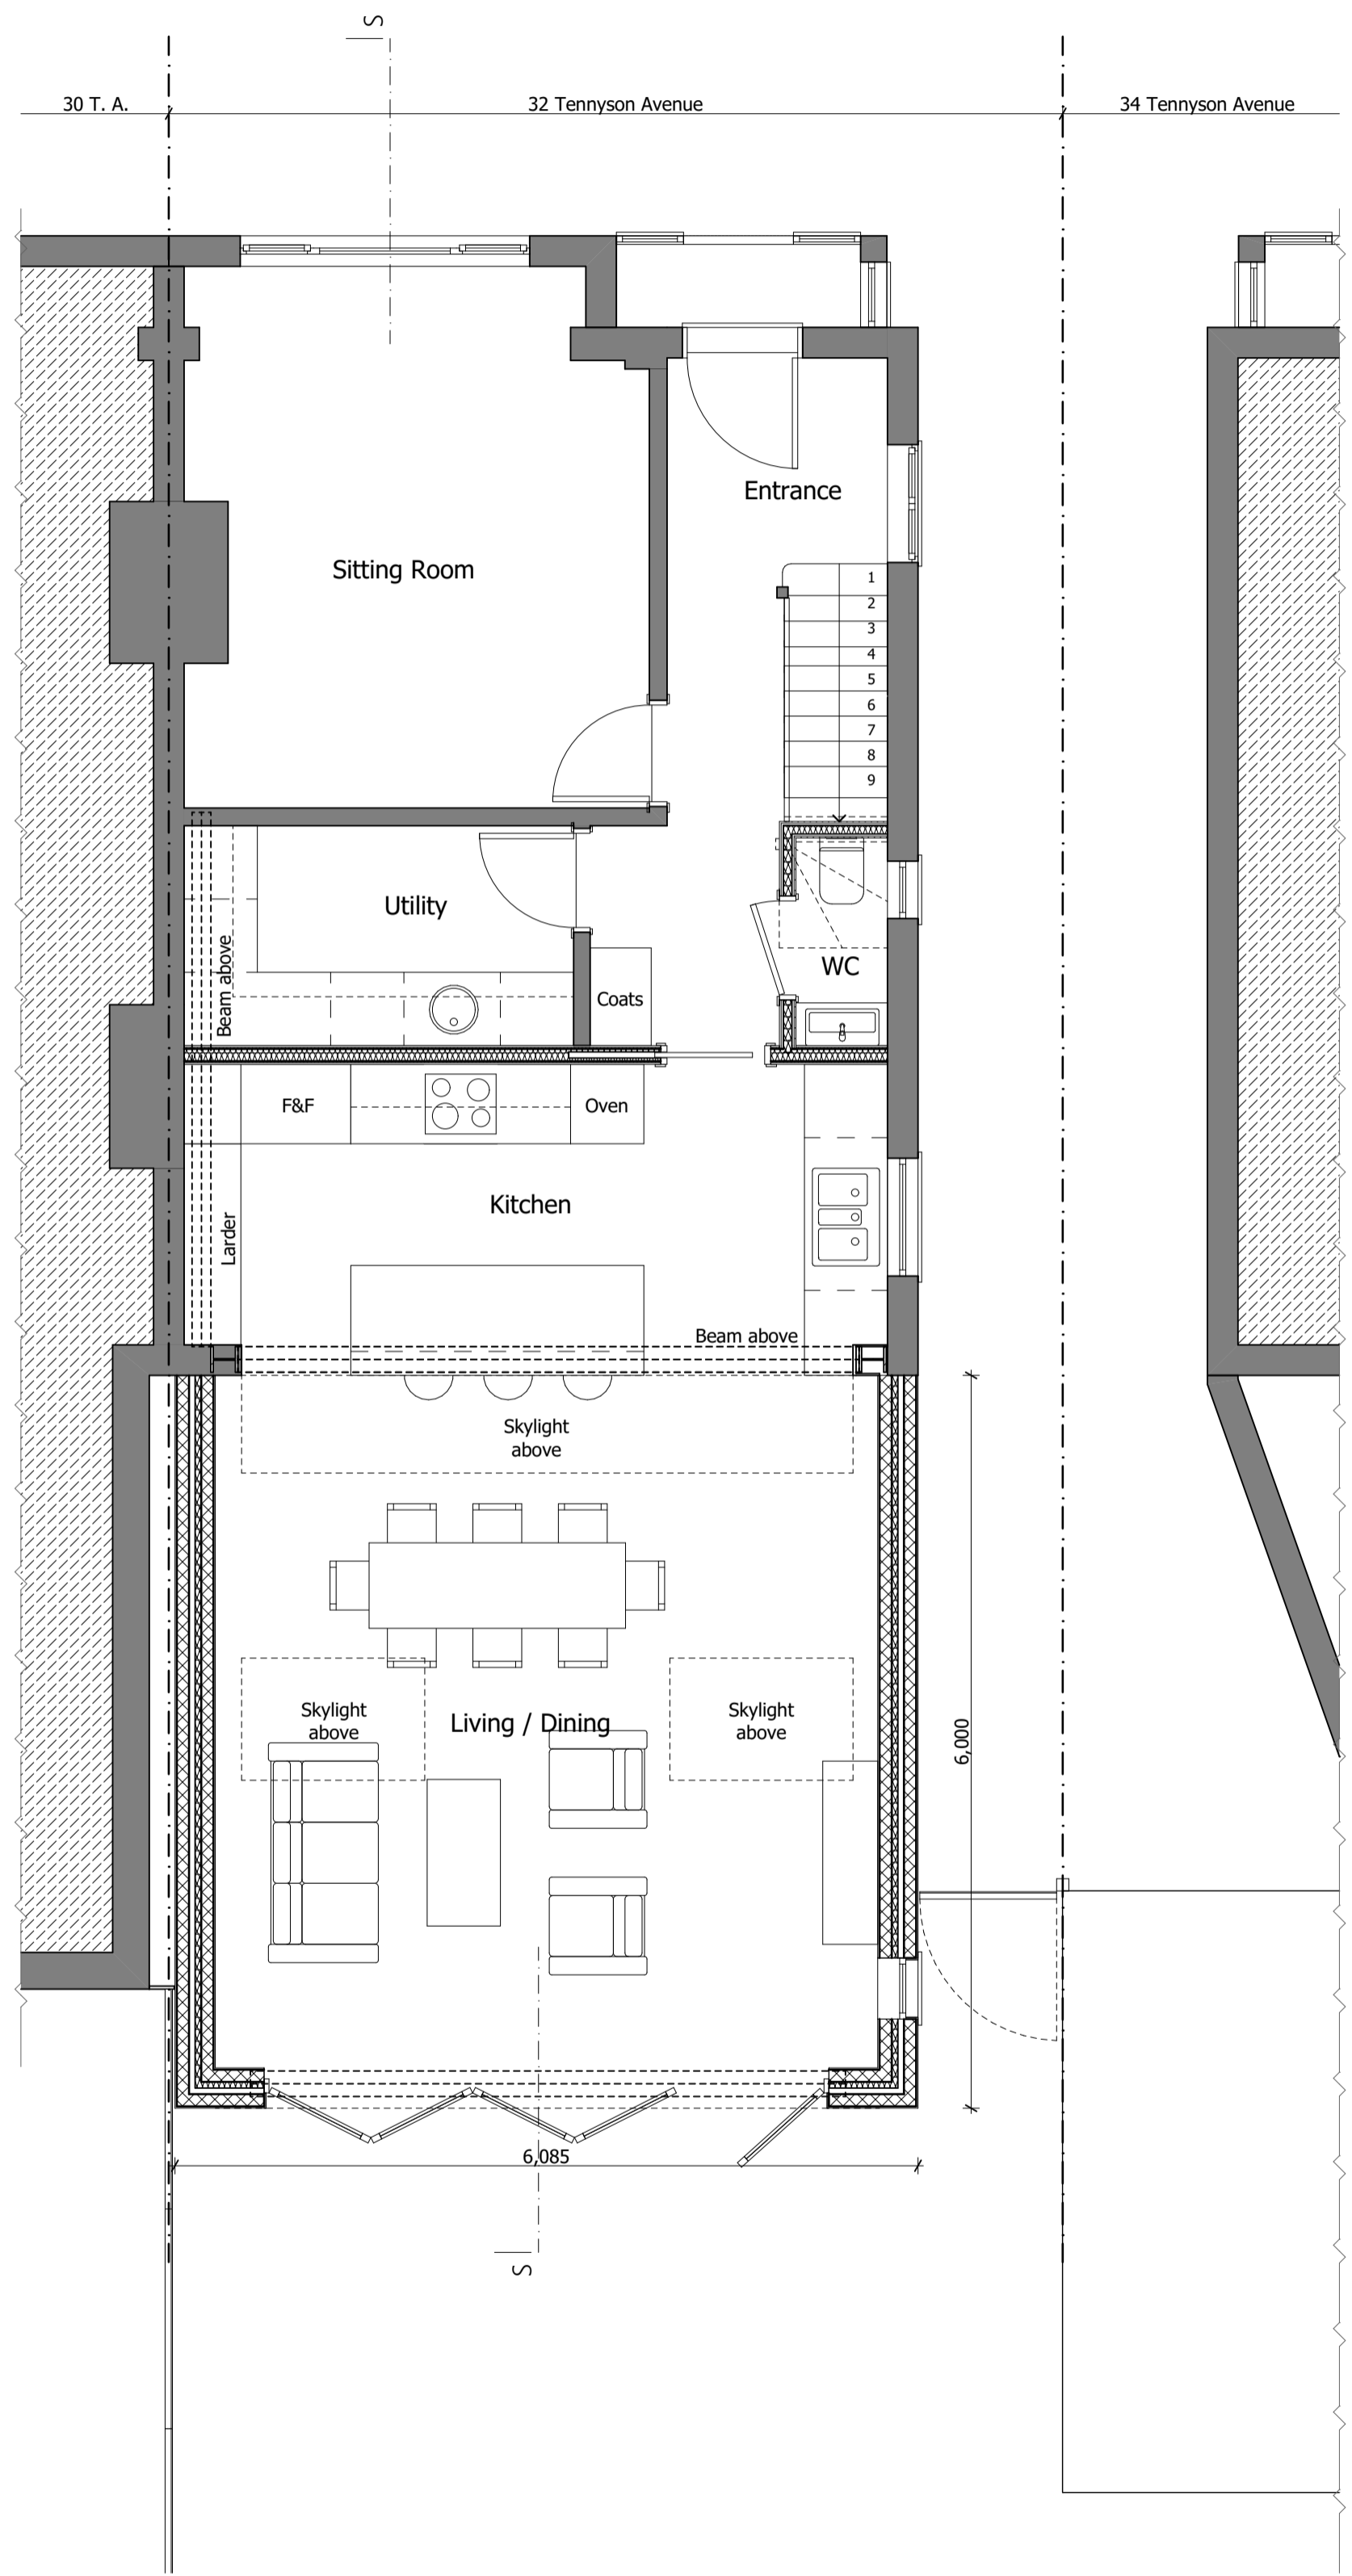 S
30 T. A.
32 Tennyson Avenue
34 Tennyson Avenue
Entrance
Sitting Room
1
2
3
4
5
6
7
8
9
Utility
Beam above
WC
Coats
F&F
Oven
Kitchen
Larder
Beam above
Skylight
above
Skylight
above
Living / Dining
Skylight
above
6,000
6,085
S